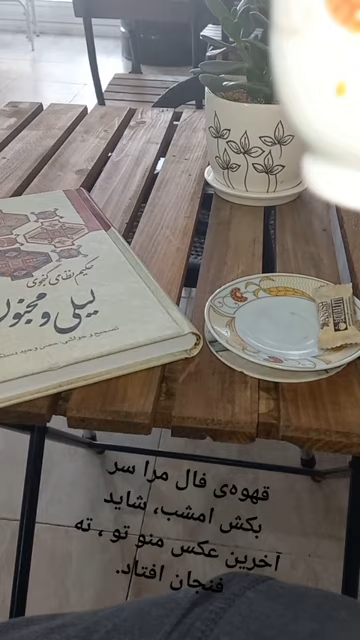 حکیم نظامی گنجوی
لیلی و مجنون
قهوه‌ی فال مرا سر
بکش امشب، شاید
آخرین عکس منو تو ، ته
فنجان افتاد.